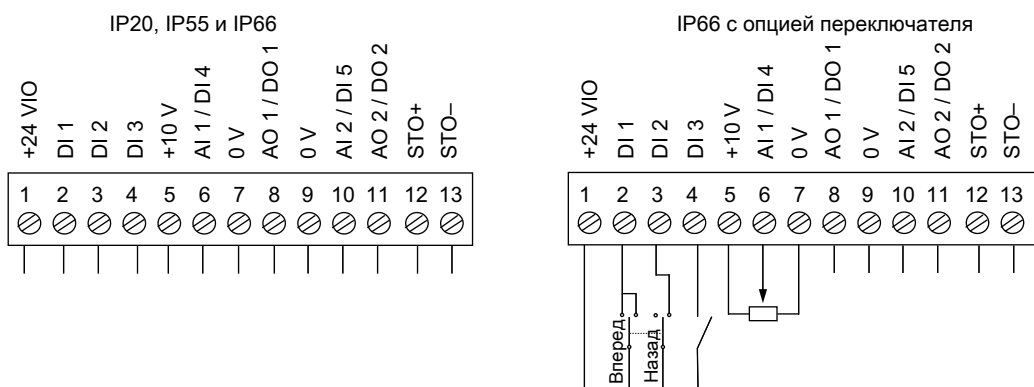 IP20, IP55 и IP66
+24 VIO
DI 1
DI 2
DI 3
+10 V
AI 1 / DI 4
0 V
AO 1 / DO 1
0 V
AI 2 / DI 5
AO 2 / DO 2
STO+
STO–
1 2 3 4 5 6 7 8 9 10 11 12 13
IP66 с опцией переключателя
+24 VIO
DI 1
DI 2
DI 3
+10 V
AI 1 / DI 4
0 V
AO 1 / DO 1
0 V
AI 2 / DI 5
AO 2 / DO 2
STO+
STO–
1 2 3 4 5 6 7 8 9 10 11 12 13
Вперед
Назад